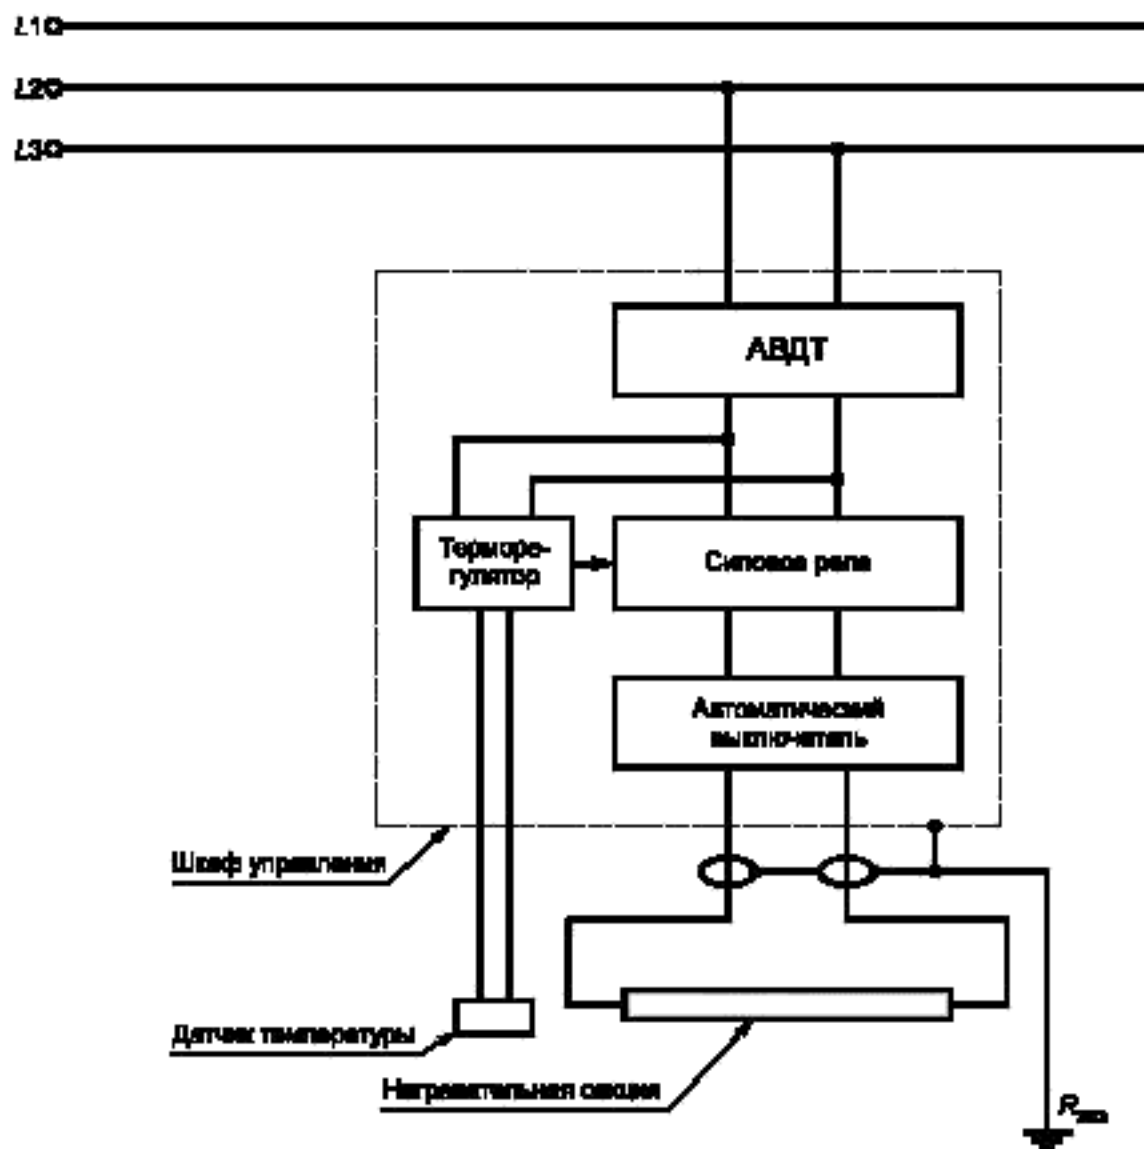 L1
L2
L3
АВДТ
Терморе-
гулятор
Силовое реле
Автоматический
выключатель
Шкаф управления
Датчик температуры
Нагревательная секция
R